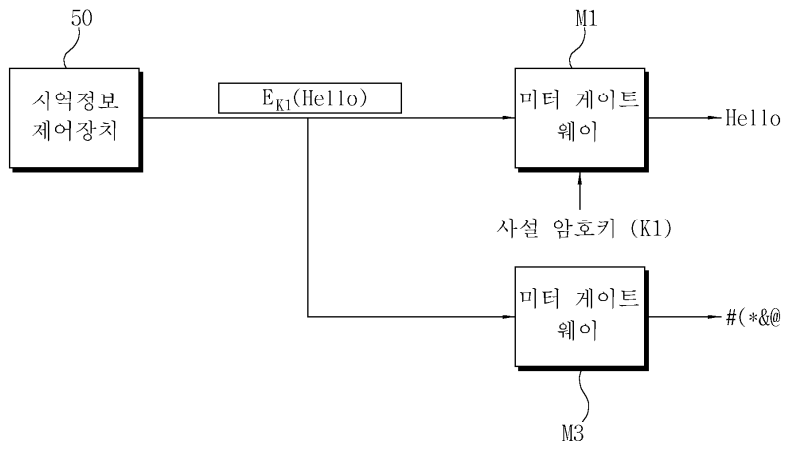 50
M1
시역정보
제어장치
E_K1(Hello)
미터 게이트
웨이
Hello
사설 암호키 (K1)
미터 게이트
웨이
#(*&@
M3